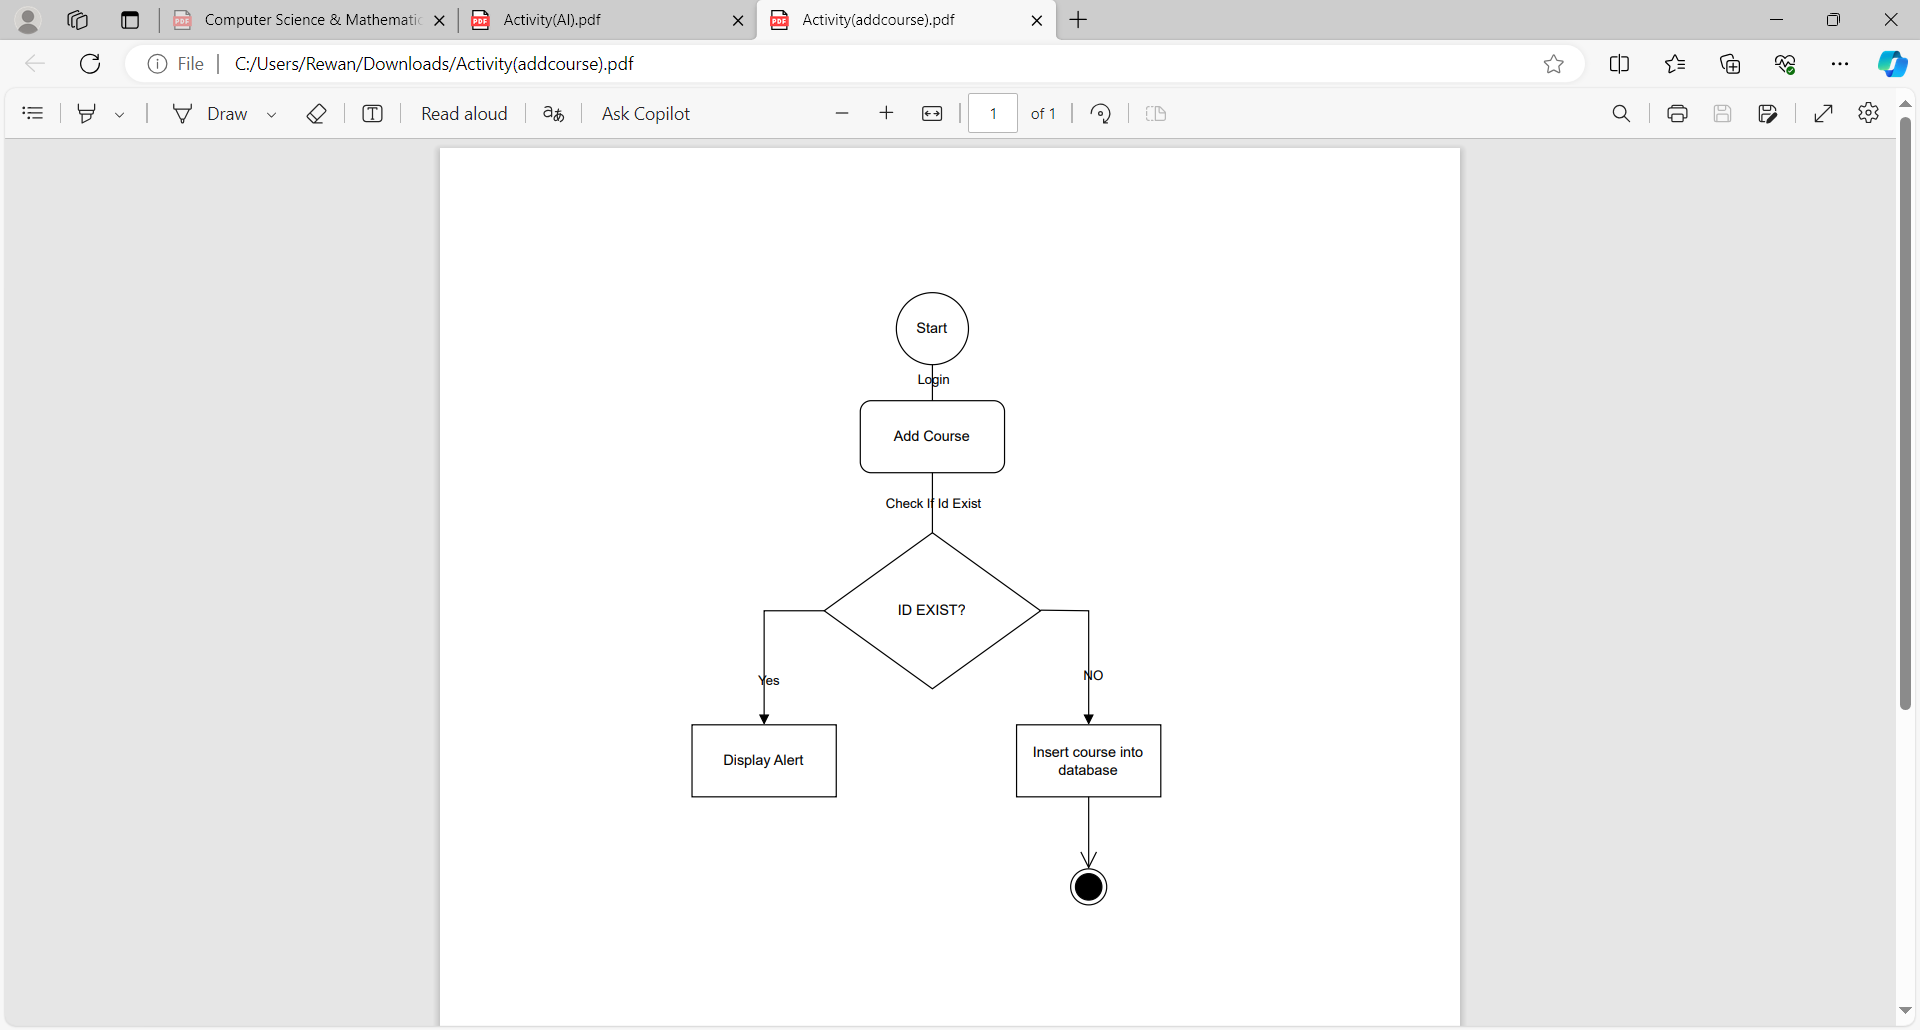 Computer Science & Mathematic
Activity(AI).pdf
Activity(addcourse).pdf
File
C:/Users/Rewan/Downloads/Activity(addcourse).pdf
Draw
Read aloud
aあ
Ask Copilot
1
of 1
Start
Login
Add Course
Check If Id Exist
ID EXIST?
Yes
NO
Display Alert
Insert course into
database